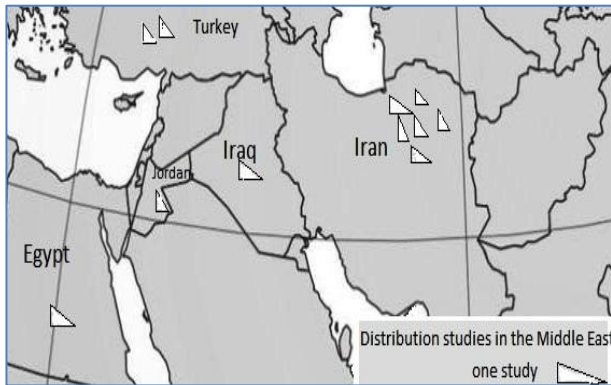 Turkey
Iraq
Iran
Jordan
Egypt
Distribution studies in the Middle East
one study